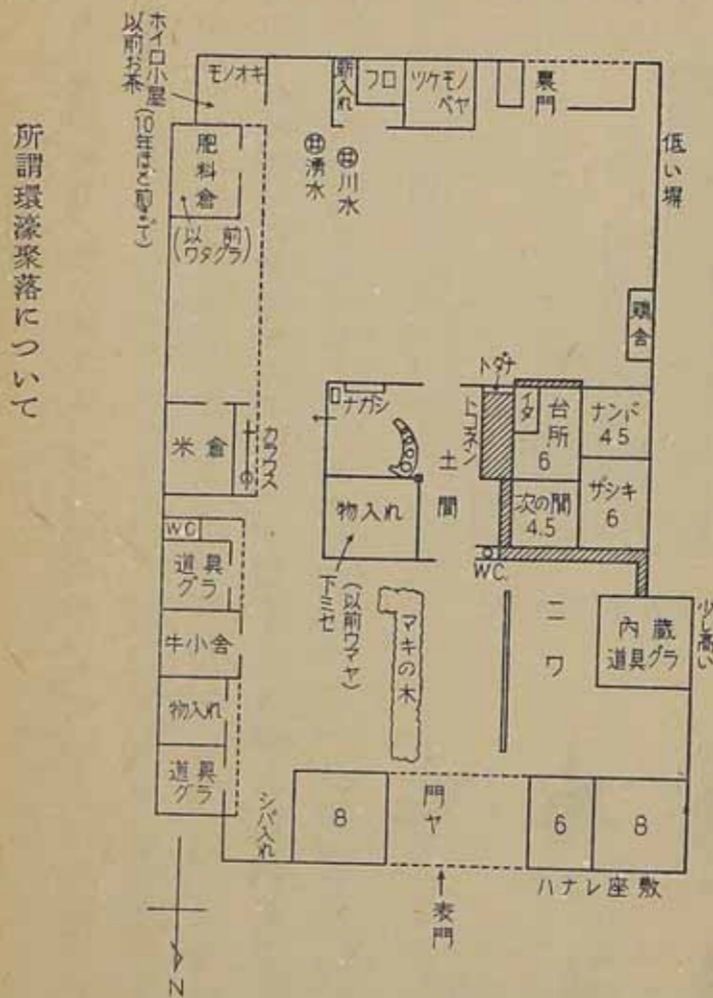 所謂環濠聚落について
ホイロ小屋(10年ほど前まで)
以前お茶
モノオキ
薪入れ
フロ
ツケモノ
ベヤ
裏門
低い塀
肥料倉
(以前
ワタグラ)
井 湧水
井 川水
鶏舎
トダナ
ナガシ
土間
トコネン
イタ
台所
6
ナンド
4.5
米倉
カラウス
物入れ
次の間
4.5
ザシキ
6
WC
道具
グラ
下ミセ
(以前ウマヤ)
WC.
マキの木
ニワ
内蔵
道具グラ
少し高い
牛小舎
物入れ
道具
グラ
シバ入れ
8
門ヤ
6
8
ハナレ座敷
表門
N